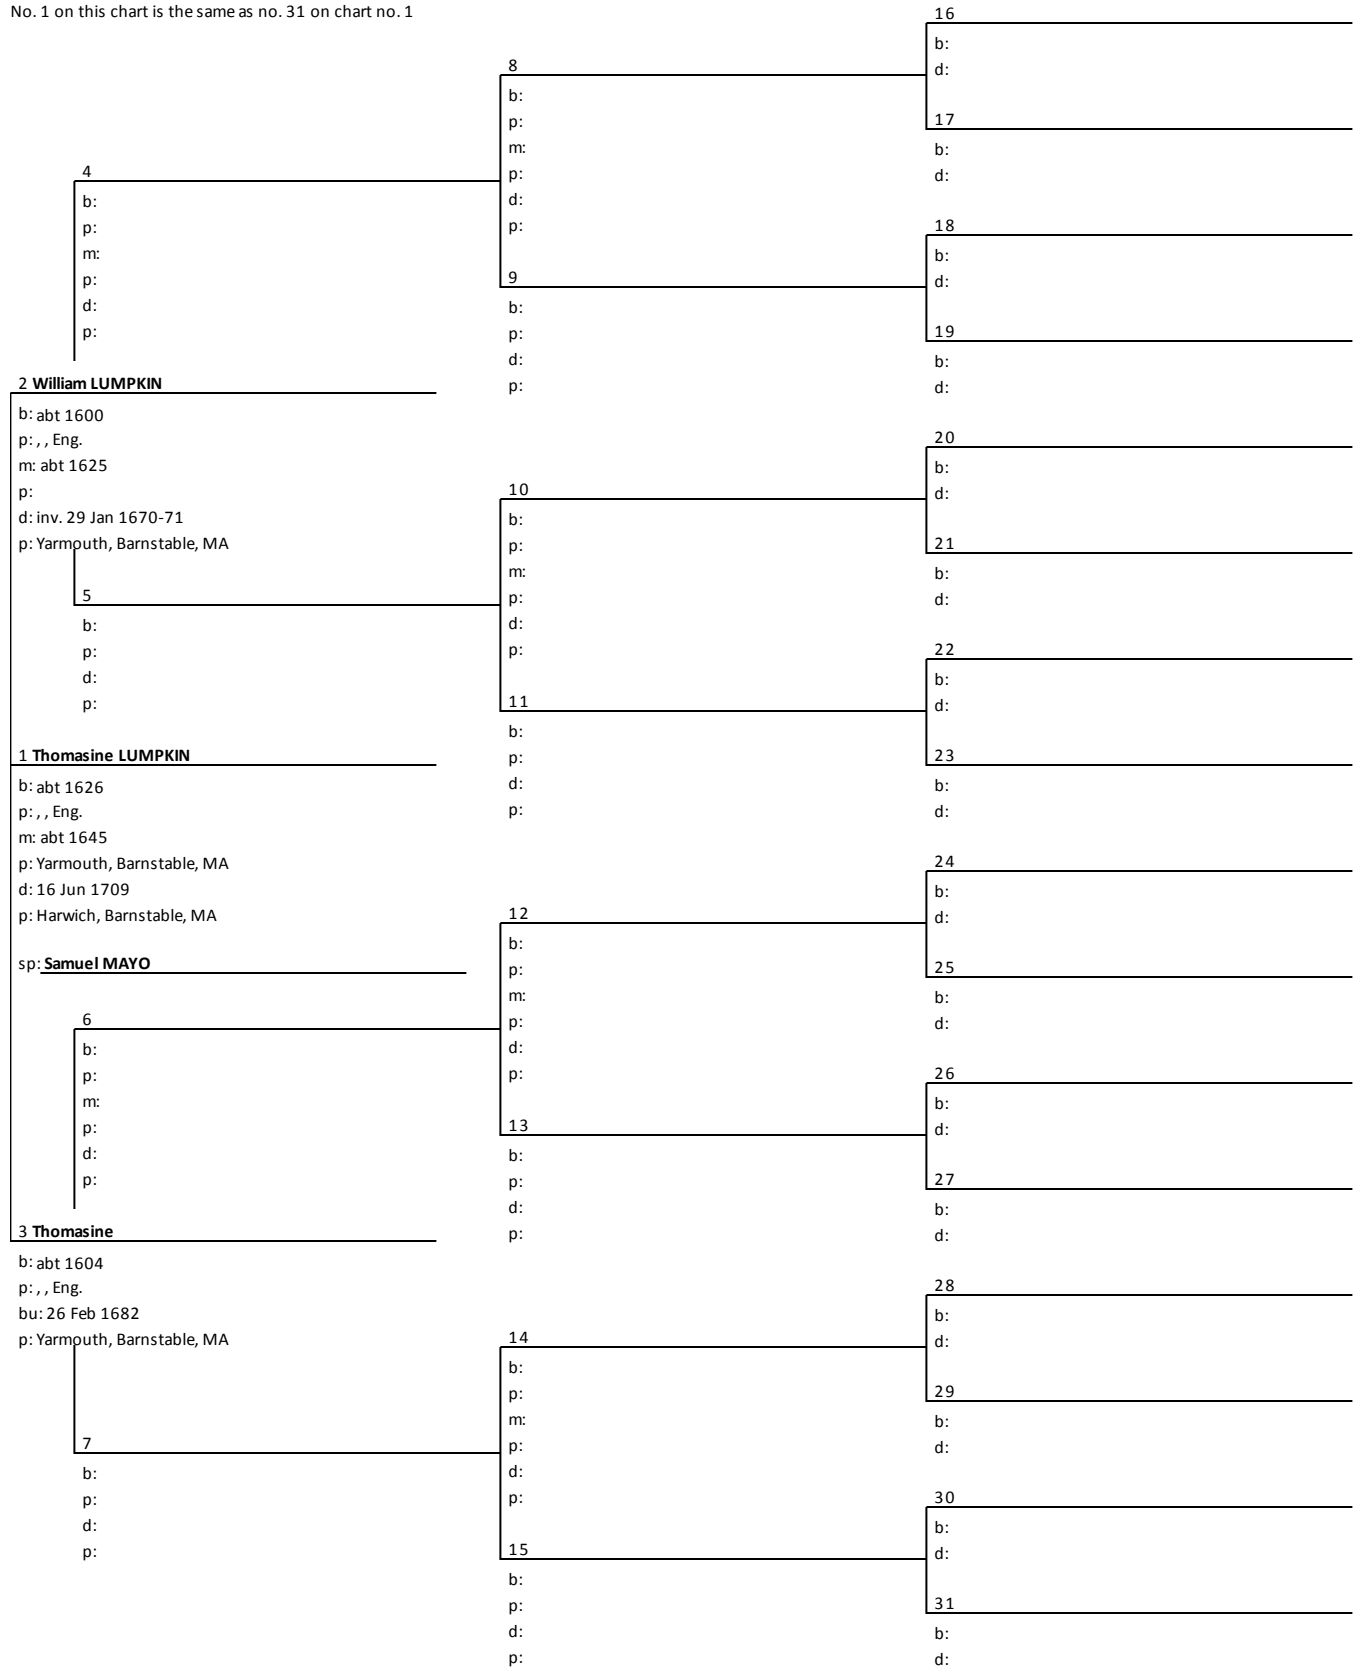 No. 1 on this chart is the same as no. 31 on chart no. 1
4
b:
p:
m:
p:
d:
p:
2 William LUMPKIN
b: abt 1600
p: , , Eng.
m: abt 1625
p:
d: inv. 29 Jan 1670-71
p: Yarmouth, Barnstable, MA
5
b:
p:
d:
p:
1 Thomasine LUMPKIN
b: abt 1626
p: , , Eng.
m: abt 1645
p: Yarmouth, Barnstable, MA
d: 16 Jun 1709
p: Harwich, Barnstable, MA
sp: Samuel MAYO
6
b:
p:
m:
p:
d:
p:
3 Thomasine
b: abt 1604
p: , , Eng.
bu: 26 Feb 1682
p: Yarmouth, Barnstable, MA
7
b:
p:
d:
p:
8
b:
p:
m:
p:
d:
p:
9
b:
p:
d:
p:
10
b:
p:
m:
p:
d:
p:
11
b:
p:
d:
p:
12
b:
p:
m:
p:
d:
p:
13
b:
p:
d:
p:
14
b:
p:
m:
p:
d:
p:
15
b:
p:
d:
p:
16
b:
d:
17
b:
d:
18
b:
d:
19
b:
d:
20
b:
d:
21
b:
d:
22
b:
d:
23
b:
d:
24
b:
d:
25
b:
d:
26
b:
d:
27
b:
d:
28
b:
d:
29
b:
d:
30
b:
d:
31
b:
d: